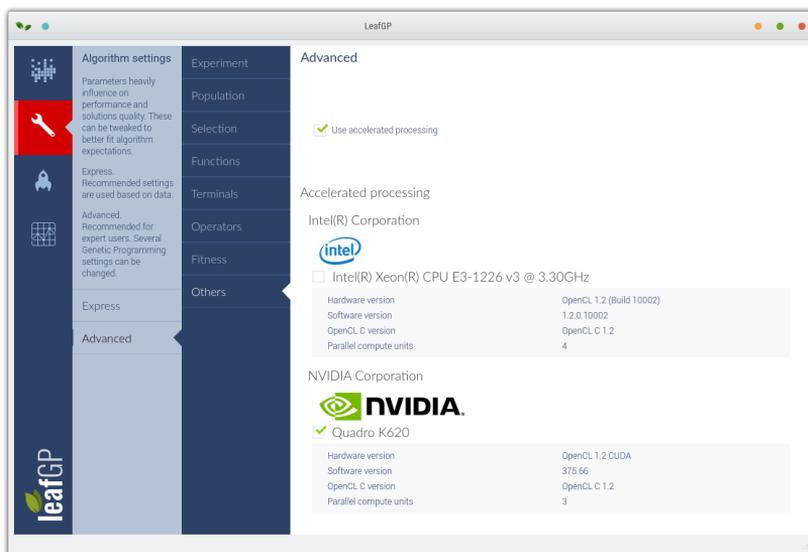 LeafGP
Algorithm settings
Parameters heavily
influence on
performance and
solutions quality. These
can be tweaked to
better fit algorithm
expectations.
Express.
Recommended settings
are used based on data.
Advanced.
Recommended for
expert users. Several
Genetic Programming
settings can be
changed.
Express
Advanced
Experiment
Population
Selection
Functions
Terminals
Operators
Fitness
Others
Advanced
Use accelerated processing
Accelerated processing
Intel(R) Corporation
intel
Intel(R) Xeon(R) CPU E3-1226 v3 @ 3.30GHz
Hardware version OpenCL 1.2 (Build 10002)
Software version 1.2.0.10002
OpenCL C version OpenCL C 1.2
Parallel compute units 4
NVIDIA Corporation
NVIDIA.
Quadro K620
Hardware version OpenCL 1.2 CUDA
Software version 375.66
OpenCL C version OpenCL C 1.2
Parallel compute units 3
leafGP